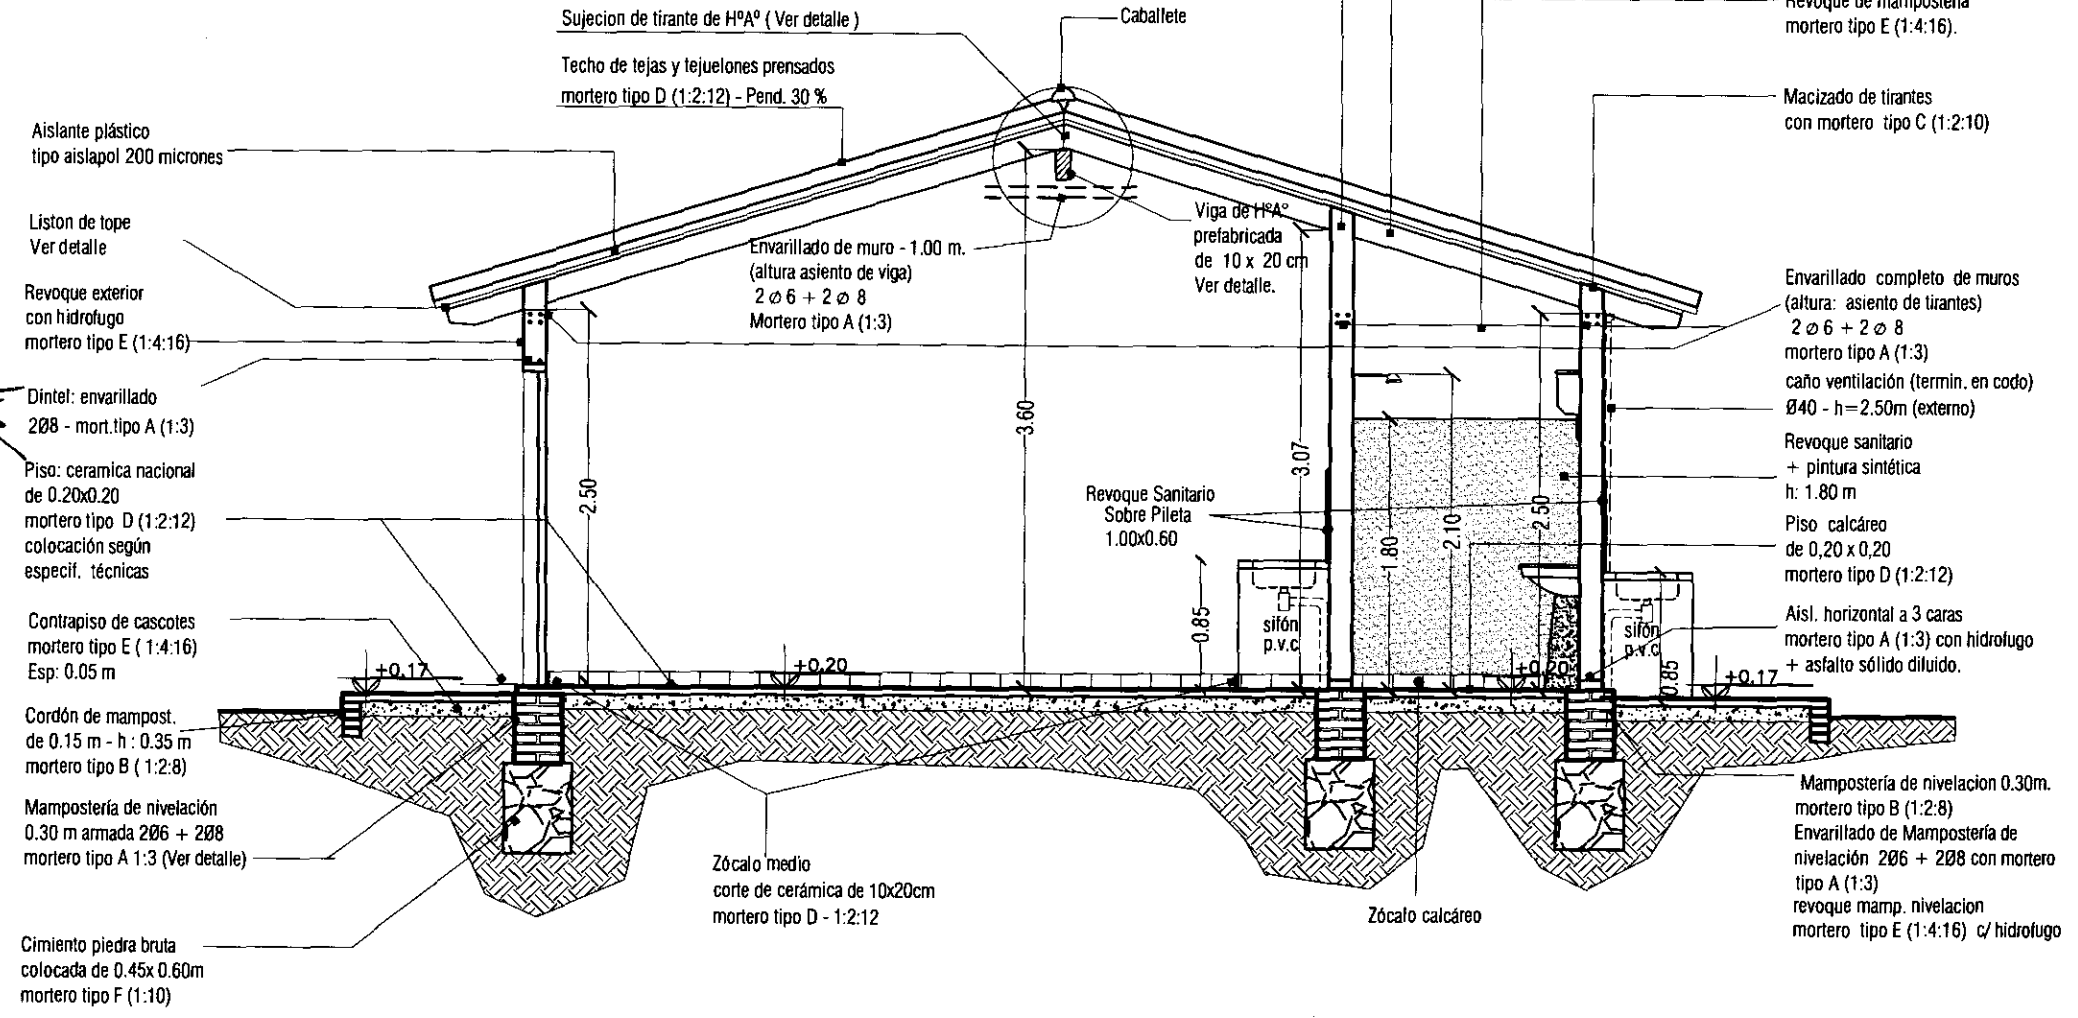 Sujecion de tirante de HºAº ( Ver detalle )
Caballete
Revoque de mamposteria
mortero tipo E (1:4:16).
Techo de tejas y tejuelones prensados
mortero tipo D (1:2:12) - Pend. 30 %
Macizado de tirantes
con mortero tipo C (1:2:10)
Aislante plástico
tipo aislapol 200 micrones
Liston de tope
Ver detalle
Revoque exterior
con hidrofugo
mortero tipo E (1:4:16)
Dintel: envarillado
2Ø8 - mort.tipo A (1:3)
Piso: ceramica nacional
de 0.20x0.20
mortero tipo D (1:2:12)
colocación según
especif. técnicas
Contrapiso de cascotes
mortero tipo E ( 1:4:16)
Esp: 0.05 m
Cordón de mampost.
de 0.15 m - h : 0.35 m
mortero tipo B ( 1:2:8)
Mampostería de nivelación
0.30 m armada 2Ø6 + 2Ø8
mortero tipo A 1:3 (Ver detalle)
Cimiento piedra bruta
colocada de 0.45x 0.60m
mortero tipo F (1:10)
Envarillado de muro - 1.00 m.
(altura asiento de viga)
2 ø 6 + 2 ø 8
Mortero tipo A (1:3)
Viga de HºAº
prefabricada
de 10 x 20 cm
Ver detalle.
2.50
3.60
3.07
Revoque Sanitario
Sobre Pileta
1.00x0.60
0.85
sifón
p.v.c
1.80
2.10
2.50
sifón
p.v.c
0.85
+0.17
+0.20
+0.20
+0.17
Zócalo medio
corte de cerámica de 10x20cm
mortero tipo D - 1:2:12
Zócalo calcáreo
Envarillado completo de muros
(altura: asiento de tirantes)
2 ø 6 + 2 ø 8
mortero tipo A (1:3)
caño ventilación (termin. en codo)
Ø40 - h=2.50m (externo)
Revoque sanitario
+ pintura sintética
h: 1.80 m
Piso calcáreo
de 0,20 x 0,20
mortero tipo D (1:2:12)
Aisl. horizontal a 3 caras
mortero tipo A (1:3) con hidrofugo
+ asfalto sólido diluido.
Mampostería de nivelacion 0.30m.
mortero tipo B (1:2:8)
Envarillado de Mampostería de
nivelación 2Ø6 + 2Ø8 con mortero
tipo A (1:3)
revoque mamp. nivelacion
mortero tipo E (1:4:16) c/ hidrofugo